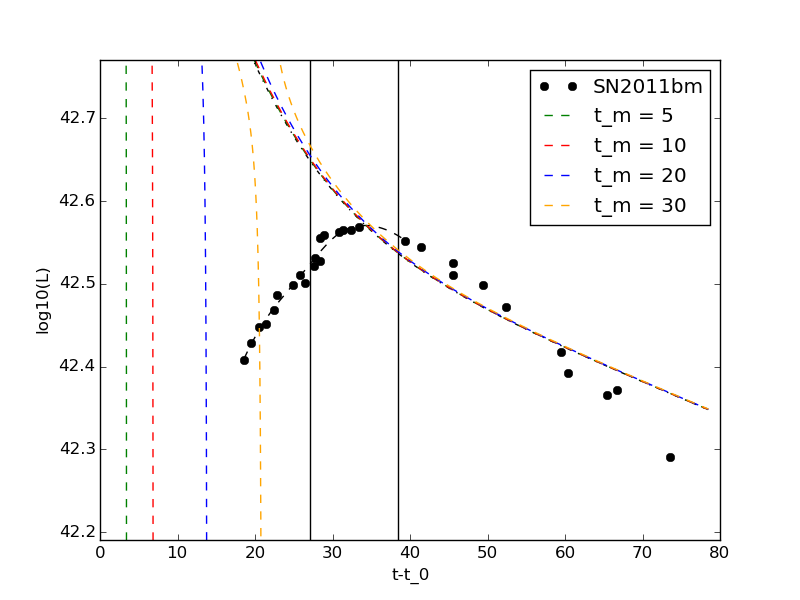 log10(L)
42.7
42.6
42.5
42.4
42.3
42.2
0 10 20 30 40 50 60 70 80
t-t_0
SN2011bm
t_m = 5
t_m = 10
t_m = 20
t_m = 30